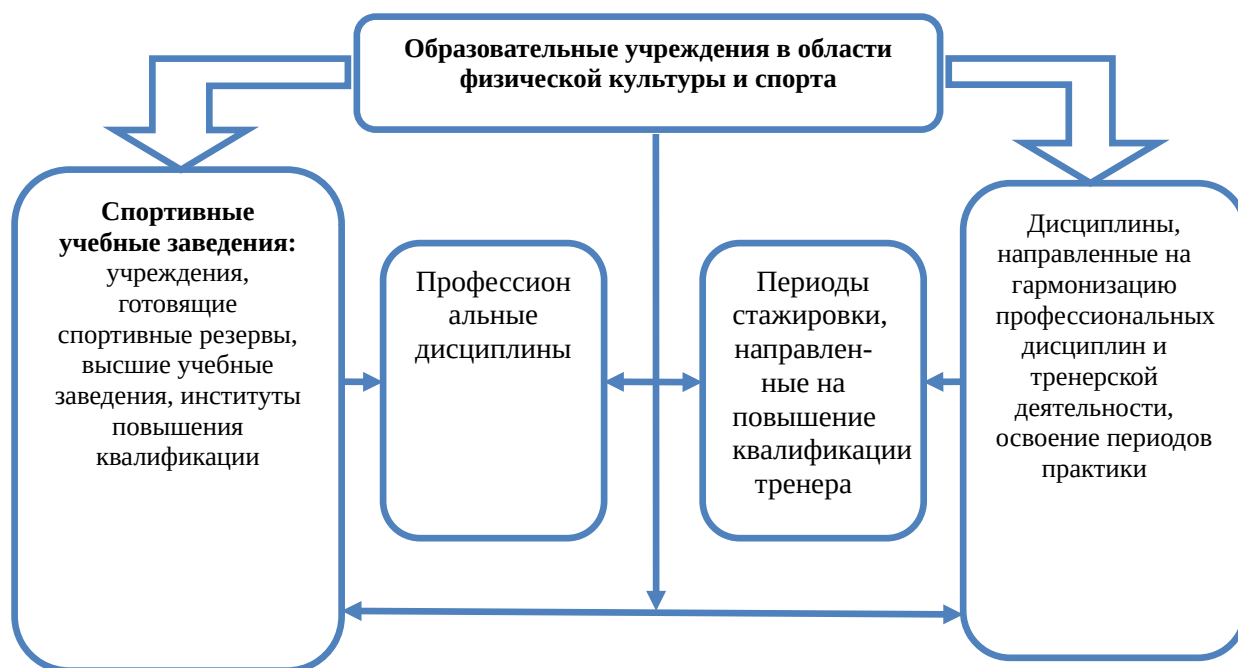 Образовательные учреждения в области
физической культуры и спорта
Спортивные
учебные заведения:
учреждения,
готовящие
спортивные резервы,
высшие учебные
заведения, институты
повышения
квалификации
Профессион
альные
дисциплины
Периоды
стажировки,
направлен-
ные на
повышение
квалификации
тренера
Дисциплины,
направленные на
гармонизацию
профессиональных
дисциплин и
тренерской
деятельности,
освоение периодов
практики